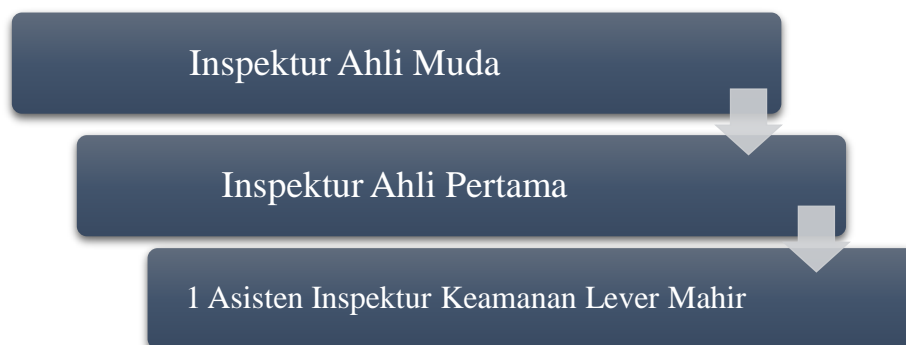 Inspektur Ahli Muda
Inspektur Ahli Pertama
1 Asisten Inspektur Keamanan Lever Mahir